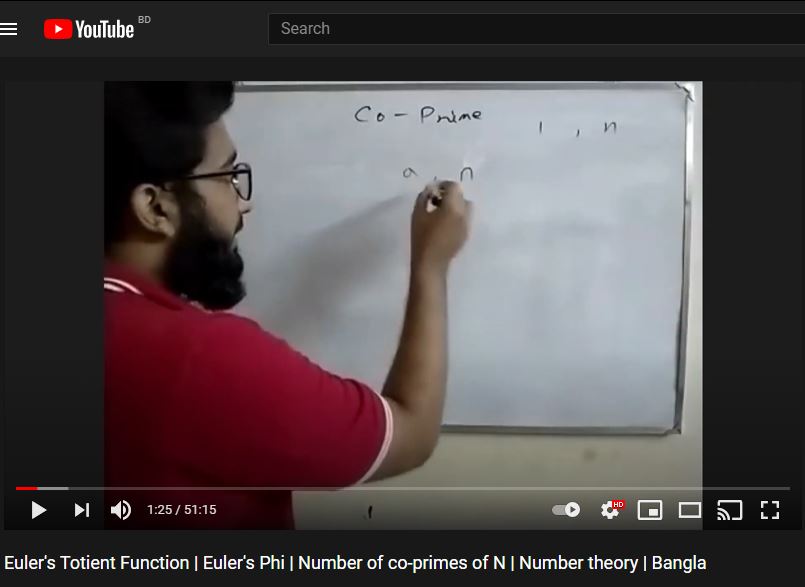 YouTube BD
Search
Co-Prime
1 , n
a, n
HD
1:25 / 51:15
Euler's Totient Function | Euler's Phi | Number of co-primes of N | Number theory | Bangla